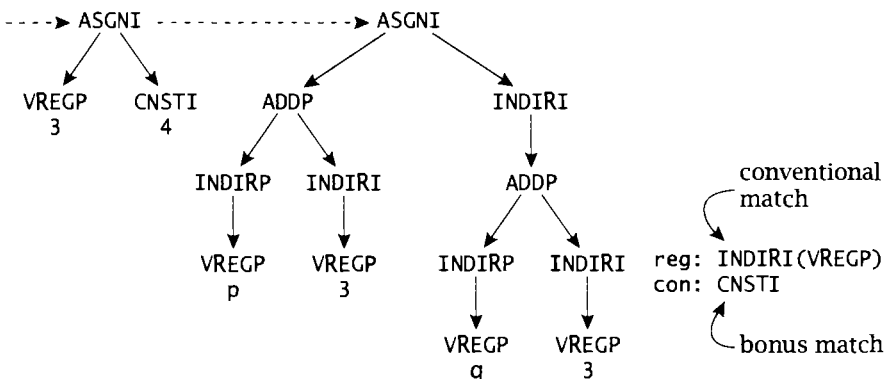 ASGNI ASGNI
VREGP CNSTI ADDP INDIRI
3 4
INDIRP INDIRI ADDP
conventional
match
VREGP VREGP INDIRP INDIRI reg: INDIRI(VREGP)
p 3 con: CNSTI
VREGP VREGP bonus match
q 3